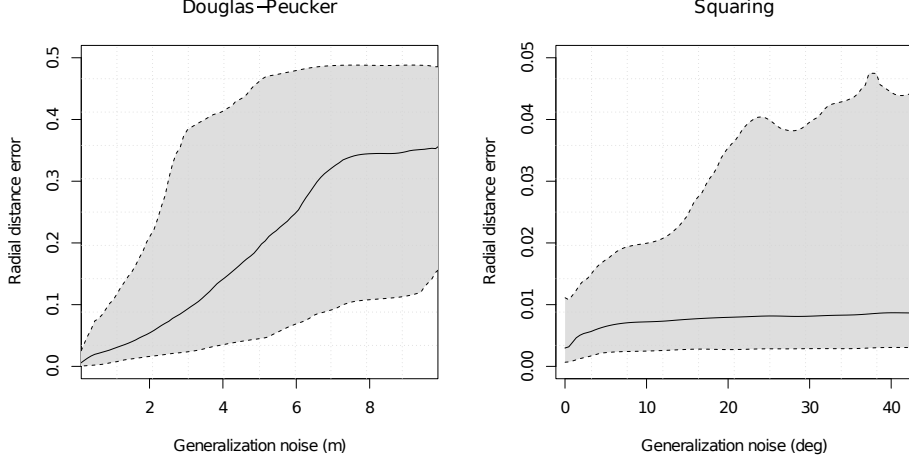 Douglas−Peucker
Radial distance error
0.5
0.4
0.3
0.2
0.1
0.0
2 4 6 8
Generalization noise (m)
Squaring
Radial distance error
0.05
0.04
0.03
0.02
0.01
0.00
0 10 20 30 40
Generalization noise (deg)